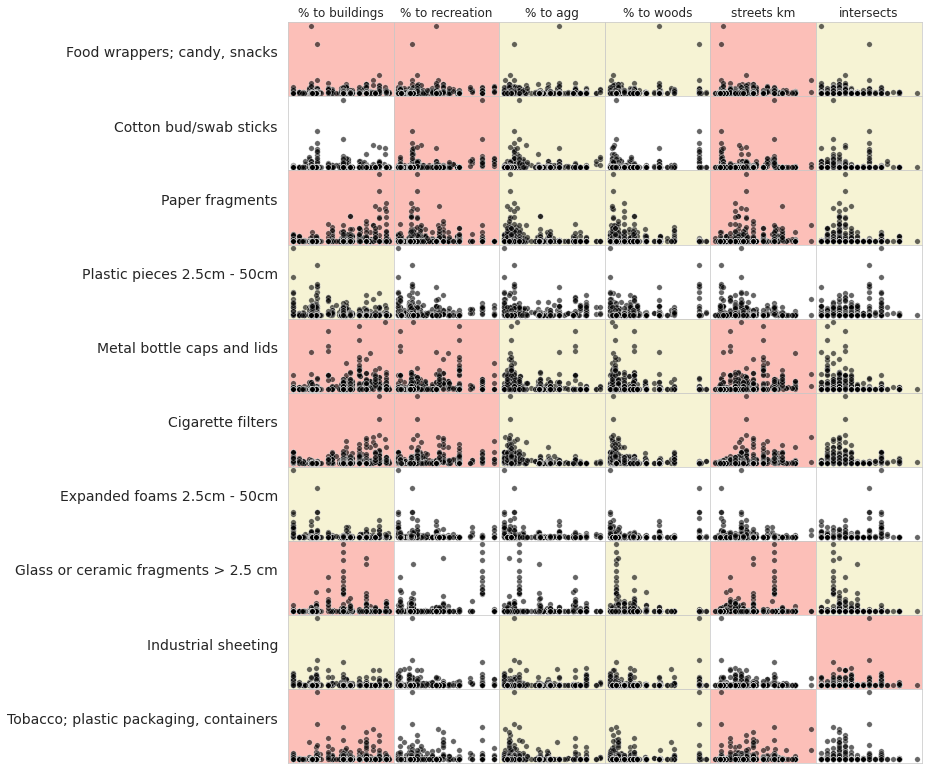 % to buildings % to recreation % to agg % to woods streets km intersects
Food wrappers; candy, snacks
Cotton bud/swab sticks
Paper fragments
Plastic pieces 2.5cm - 50cm
Metal bottle caps and lids
Cigarette filters
Expanded foams 2.5cm - 50cm
Glass or ceramic fragments > 2.5 cm
Industrial sheeting
Tobacco; plastic packaging, containers